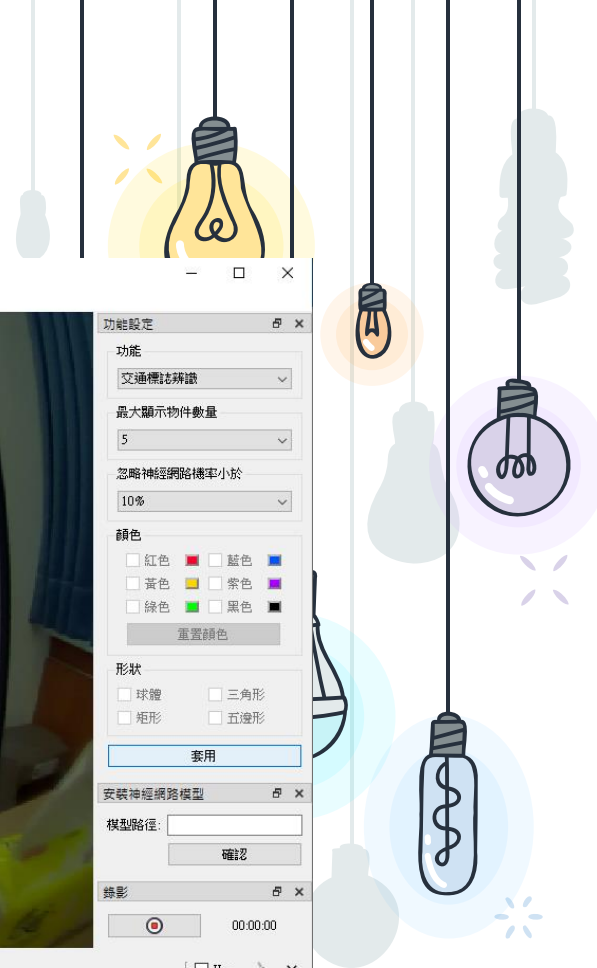 功能設定
功能
交通標誌辨識
最大顯示物件數量
5
忽略神經網路機率小於
10%
顏色
紅色 藍色
黃色 紫色
綠色 黑色
重置顏色
形狀
球體 三角形
矩形 五邊形
套用
安裝神經網路模型
模型路徑:
確認
錄影
00:00:00